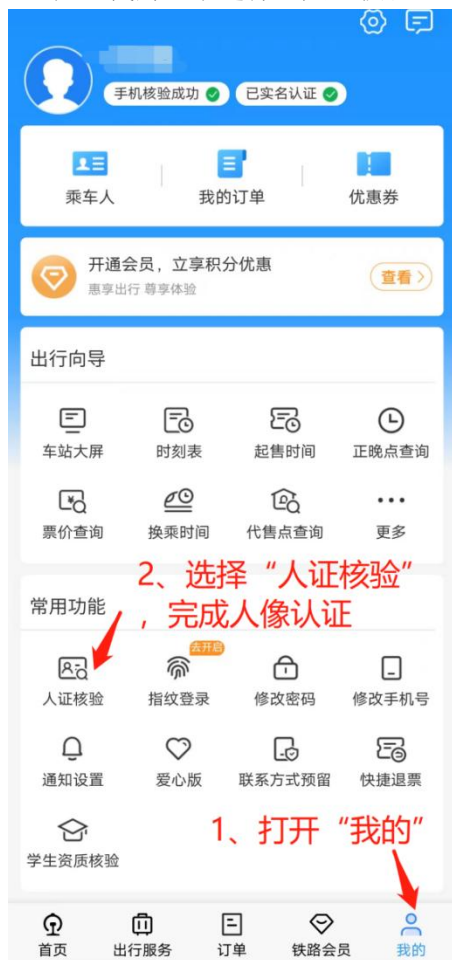 手机核验成功 已实名认证
乘车人 我的订单 优惠券
开通会员，立享积分优惠
惠享出行 尊享体验
查看 >
出行向导
车站大屏 时刻表 起售时间 正晚点查询
票价查询 换乘时间 代售点查询 更多
2、选择“人证核验”
，完成人像认证
常用功能
去开启
人证核验 指纹登录 修改密码 修改手机号
通知设置 爱心版 联系方式预留 快捷退票
1、打开“我的”
学生资质核验
首页 出行服务 订单 铁路会员 我的